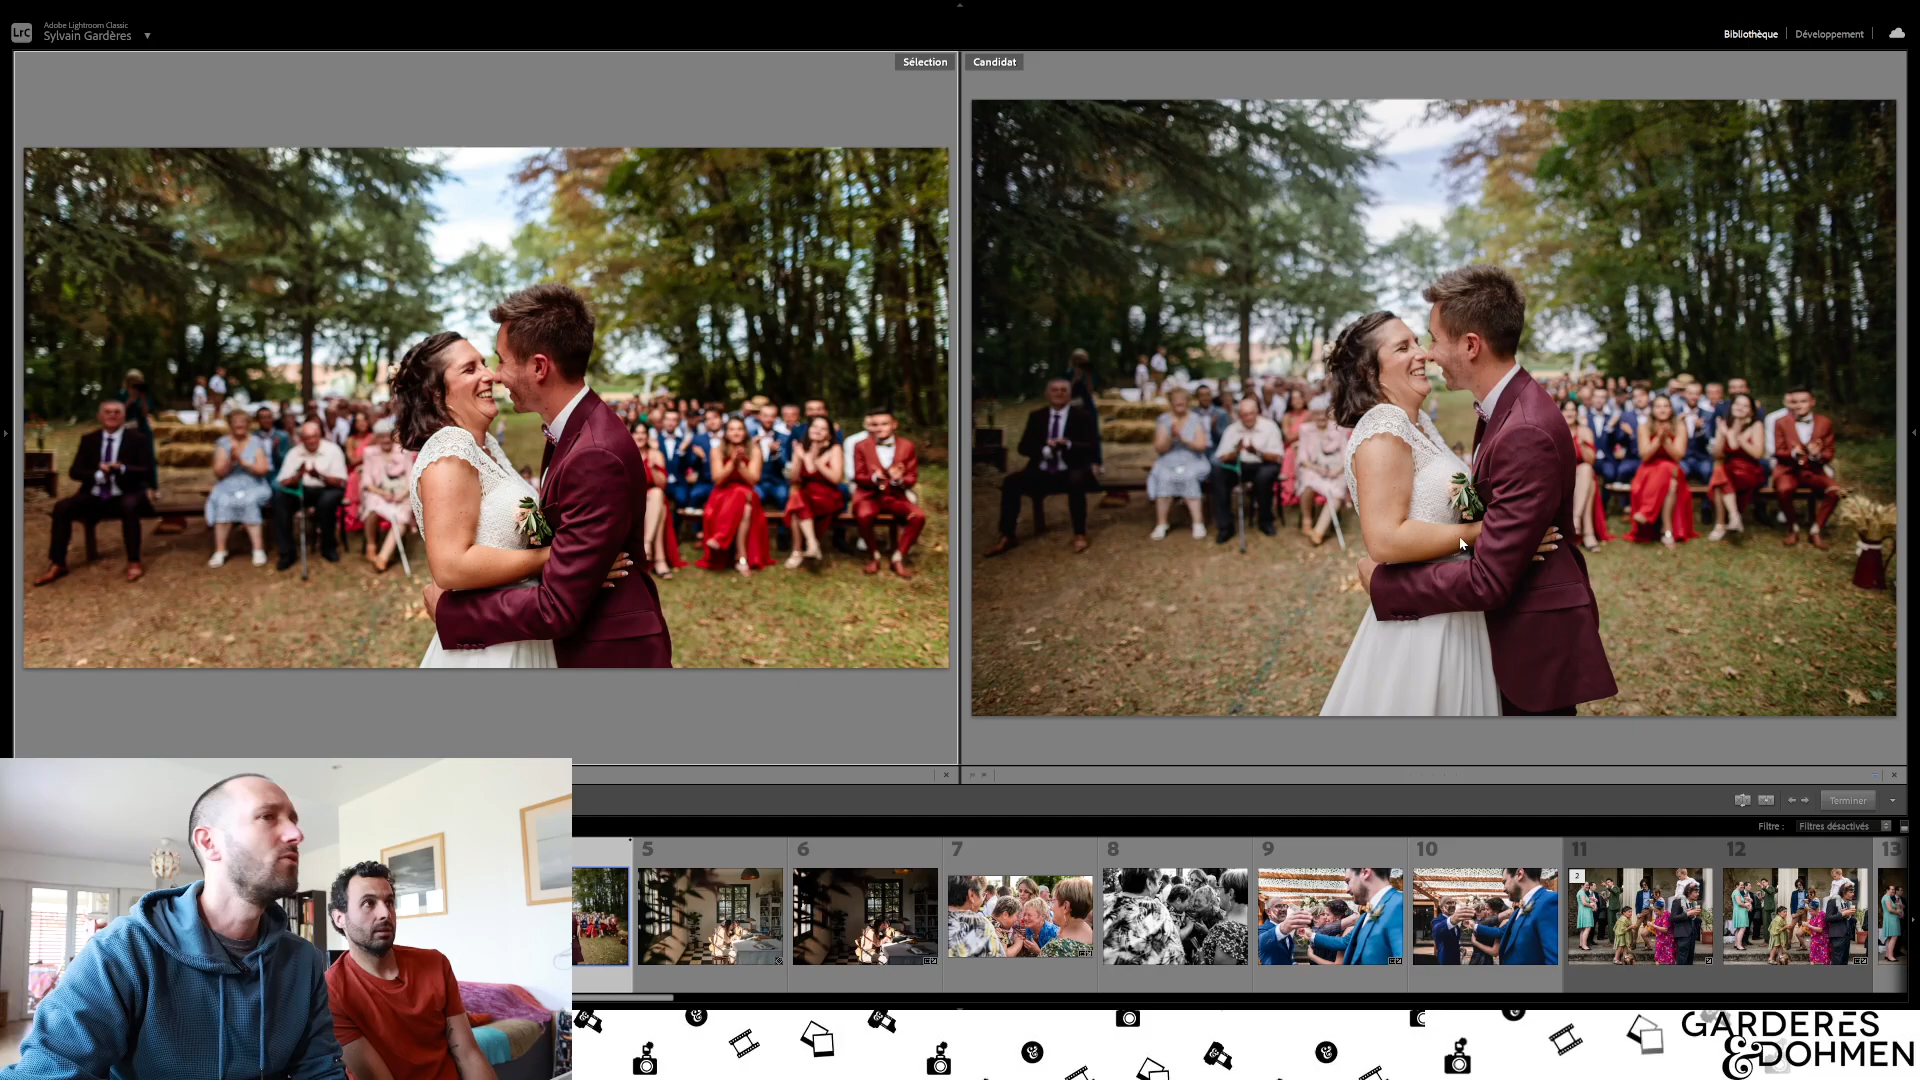 LrC
Adobe Lightroom Classic
Sylvain Gardères
Bibliothèque
Développement
Sélection
Candidat
Terminer
Filtre :
Filtres désactivés
5
6
7
8
9
10
11
12
13
2
GARDERES
&DOHMEN